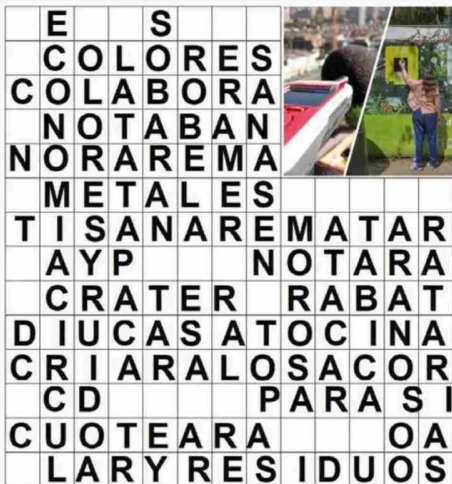 E S
COLORES
COLABORA
NOTABAN
NORAREMA
METALES
TISANAREMATAR
AYP NOTARA
CRATER RABAT
DIUCASATOCINA
CRIARALOSACOR
CD PARASI
CUOTEARA OA
LARYRESIDUOS